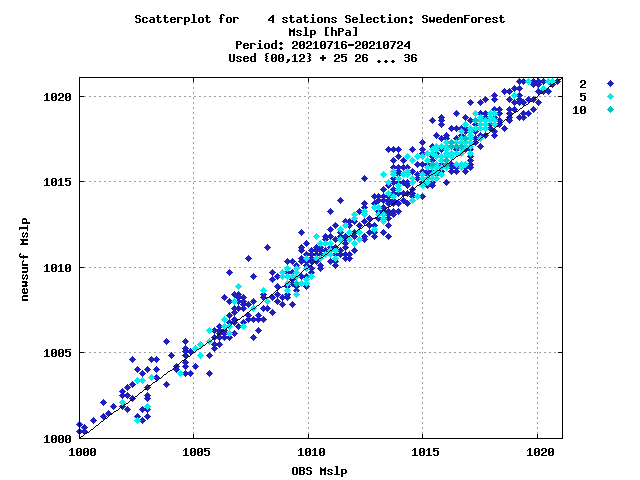 Scatterplot for    4 stations Selection: SwedenForest
Mslp [hPa]
Period: 20210716-20210724
Used {00,12} + 25 26 ... 36
2
5
10
1020
1015
1010
1005
1000
newsurf Mslp
1000 1005 1010 1015 1020
OBS Mslp